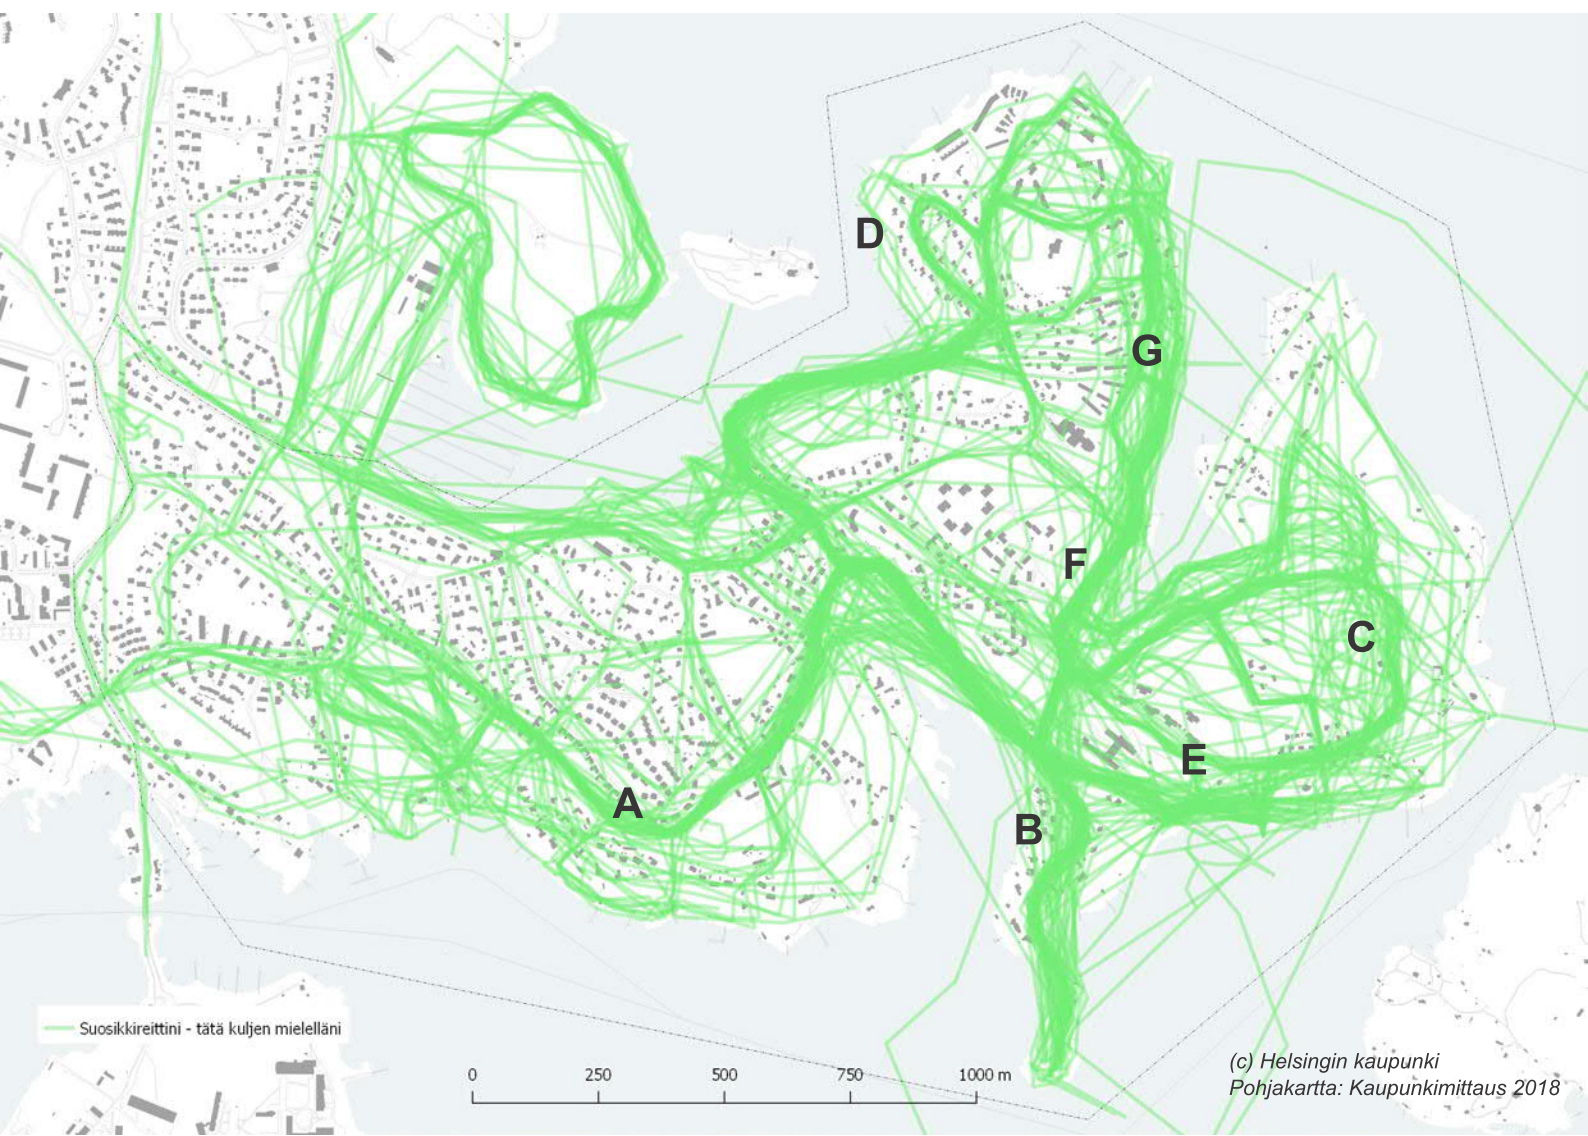 D
G
F
C
E
A
B
Suosikkireittini - tätä kuljen mielelläni
0 250 500 750 1000 m
(c) Helsingin kaupunki
Pohjakartta: Kaupunkimittaus 2018